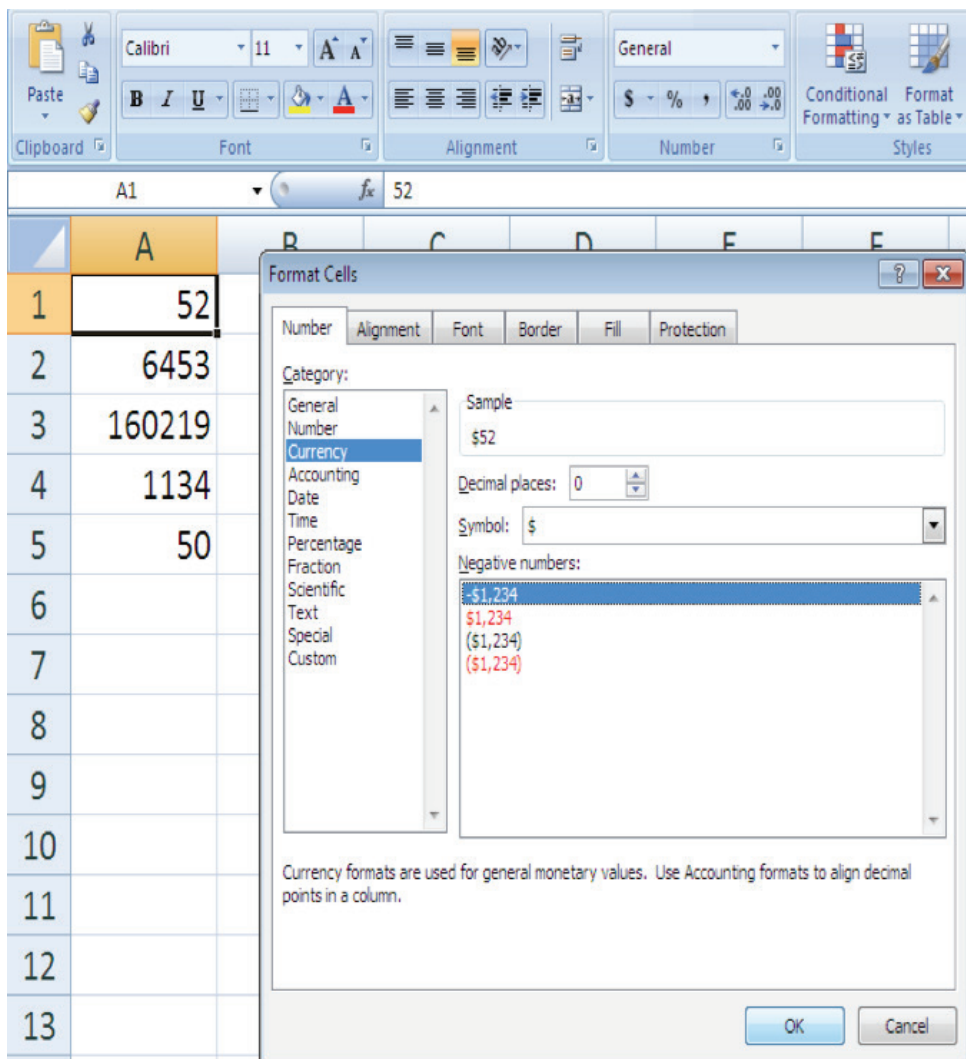 Calibri 11 A A General
Paste B I U A $ % , .0 .00 .00 .0 Conditional Formatting Format as Table
Clipboard Font Alignment Number Styles
A1 fx 52
A B C D E F
1 52
2 6453
3 160219
4 1134
5 50
6
7
8
9
10
11
12
13
Format Cells ? X
Number Alignment Font Border Fill Protection
Category:
General
Number
Currency
Accounting
Date
Time
Percentage
Fraction
Scientific
Text
Special
Custom
Sample
$52
Decimal places: 0
Symbol: $
Negative numbers:
-$1,234
$1,234
($1,234)
($1,234)
Currency formats are used for general monetary values. Use Accounting formats to align decimal
points in a column.
OK Cancel